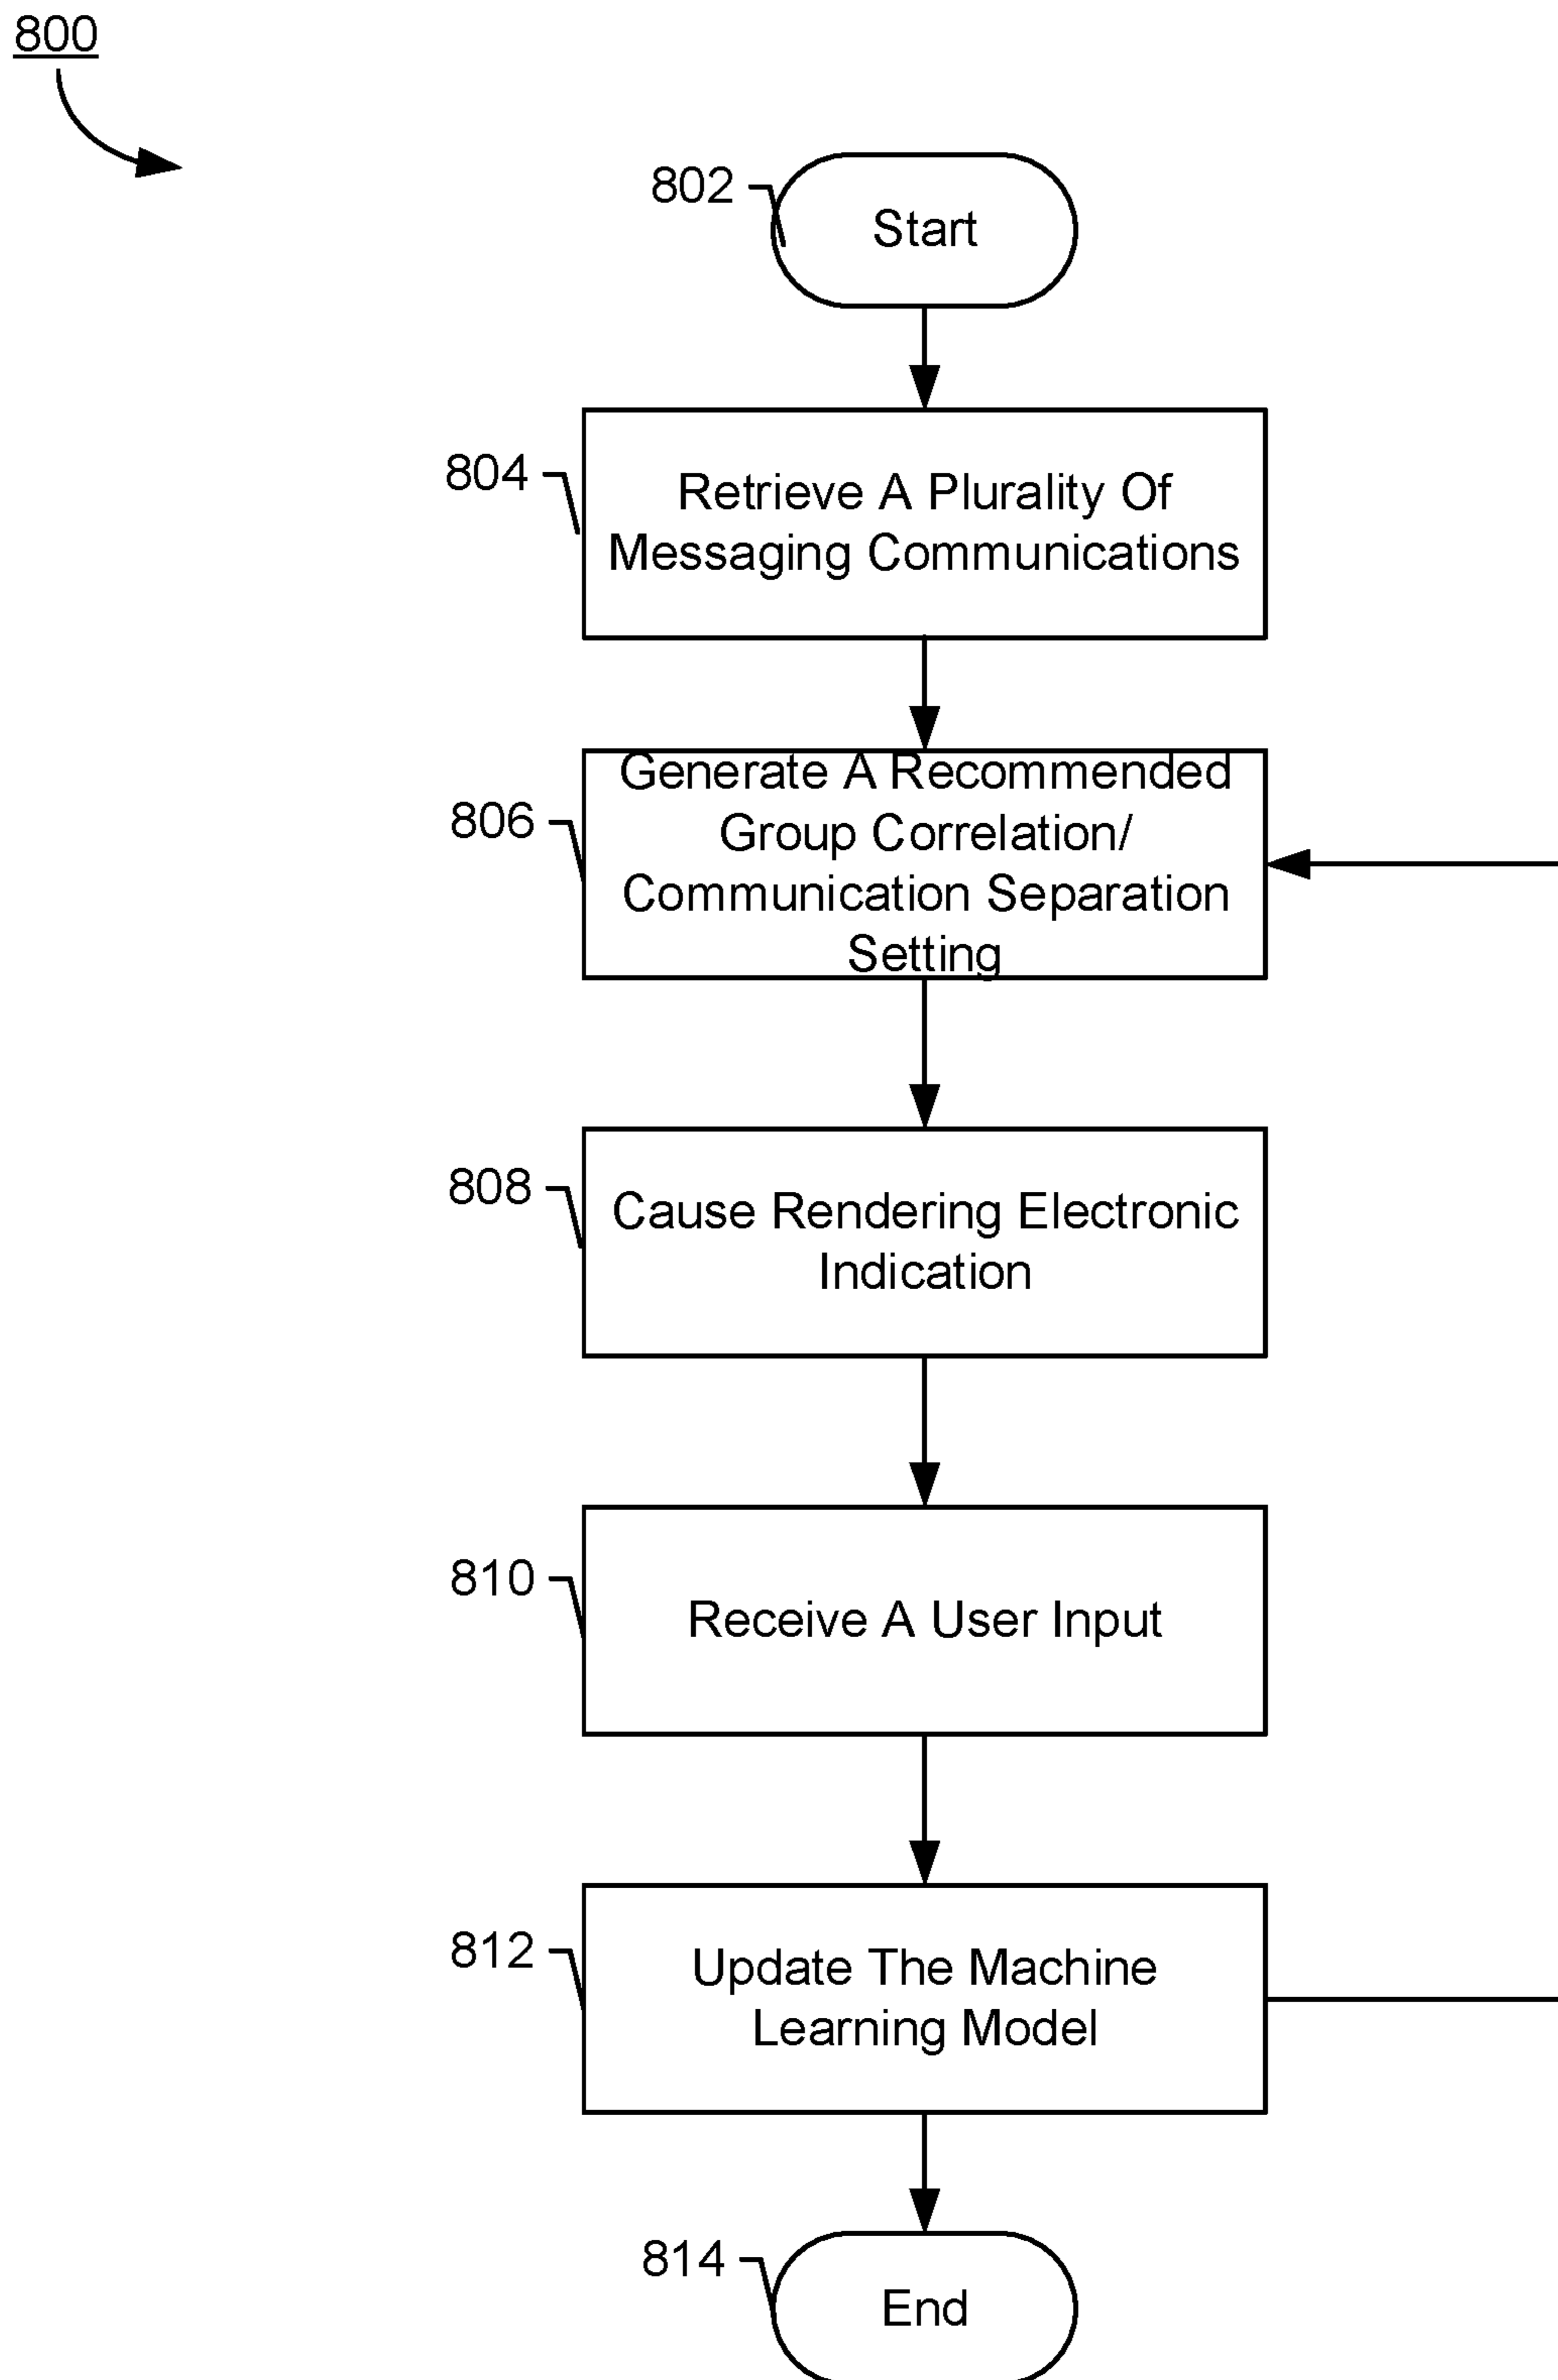 800
802
Start
804
Retrieve A Plurality Of
Messaging Communications
806
Generate A Recommended
Group Correlation/
Communication Separation
Setting
808
Cause Rendering Electronic
Indication
810
Receive A User Input
812
Update The Machine
Learning Model
814
End